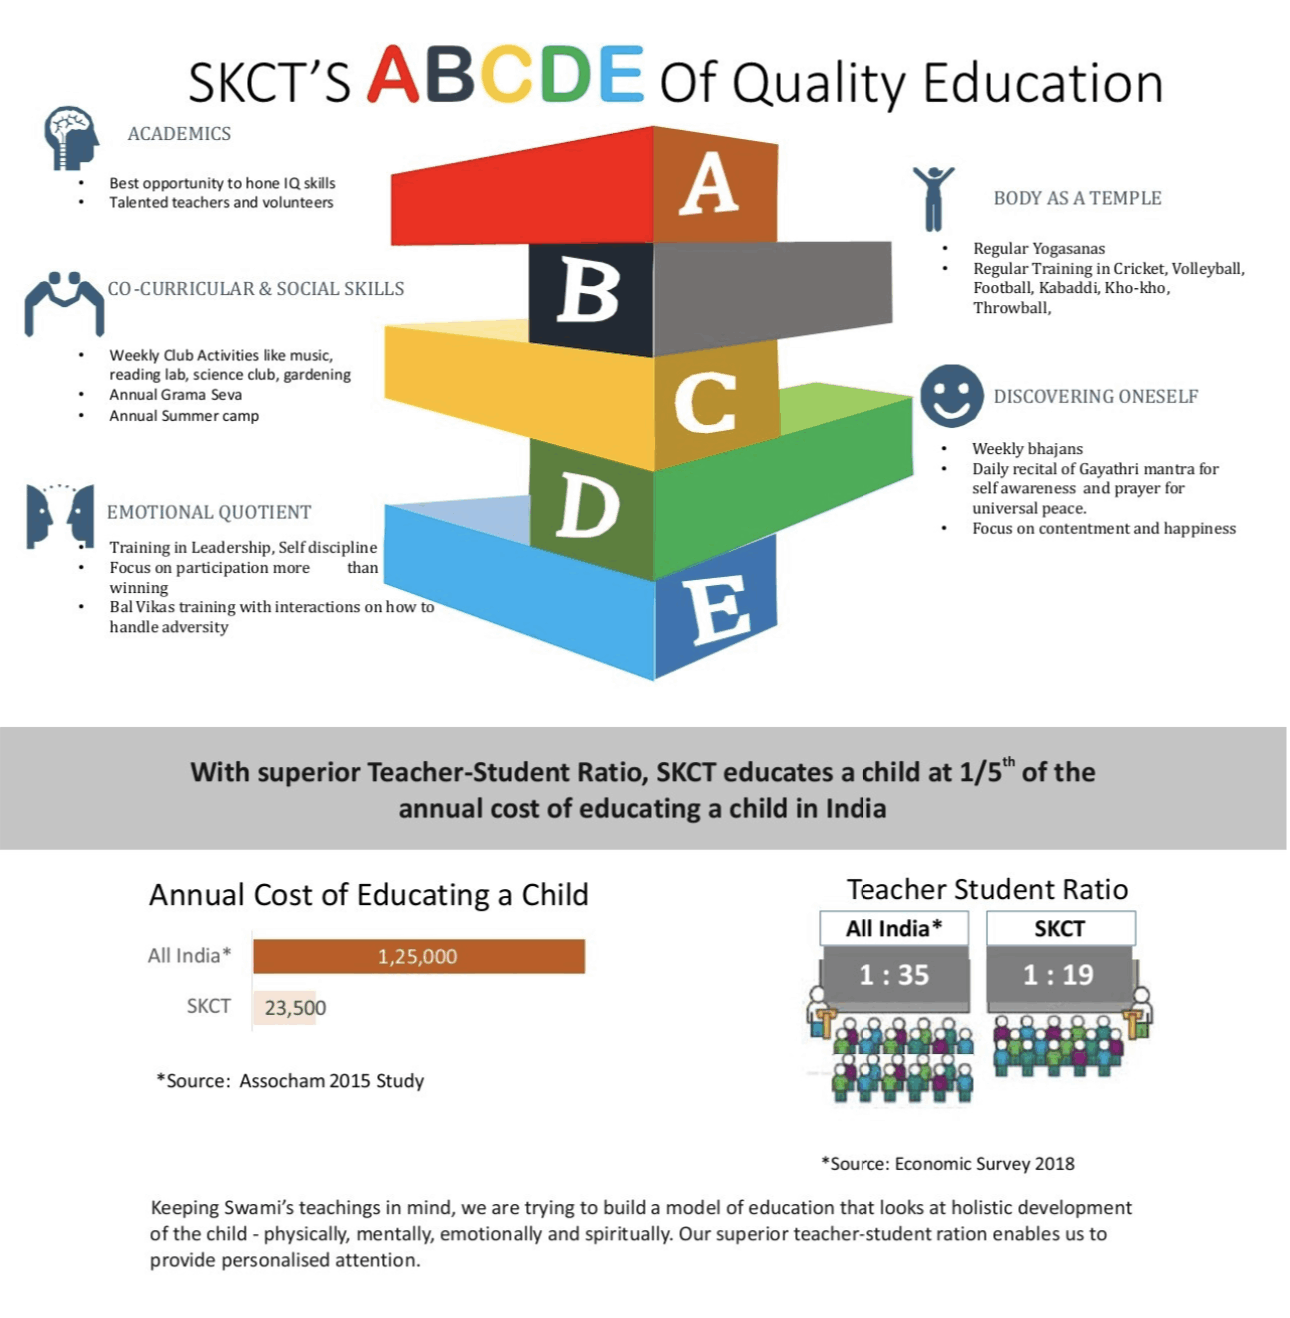 SKCT'S ABCDE Of Quality Education
ACADEMICS
• Best opportunity to hone IQ skills
• Talented teachers and volunteers
A
BODY AS A TEMPLE
• Regular Yogasanas
• Regular Training in Cricket, Volleyball,
Football, Kabaddi, Kho-kho,
Throwball,
B
CO-CURRICULAR & SOCIAL SKILLS
• Weekly Club Activities like music,
reading lab, science club, gardening
• Annual Grama Seva
• Annual Summer camp
C
DISCOVERING ONESELF
• Weekly bhajans
• Daily recital of Gayathri mantra for
self awareness and prayer for
universal peace.
• Focus on contentment and happiness
D
EMOTIONAL QUOTIENT
• Training in Leadership, Self discipline
• Focus on participation more than
winning
• Bal Vikas training with interactions on how to
handle adversity
E
With superior Teacher-Student Ratio, SKCT educates a child at 1/5th of the
annual cost of educating a child in India
Annual Cost of Educating a Child
All India* 1,25,000
SKCT 23,500
*Source: Assocham 2015 Study
Teacher Student Ratio
All India* SKCT
1 : 35 1 : 19
*Source: Economic Survey 2018
Keeping Swami's teachings in mind, we are trying to build a model of education that looks at holistic development
of the child - physically, mentally, emotionally and spiritually. Our superior teacher-student ration enables us to
provide personalised attention.